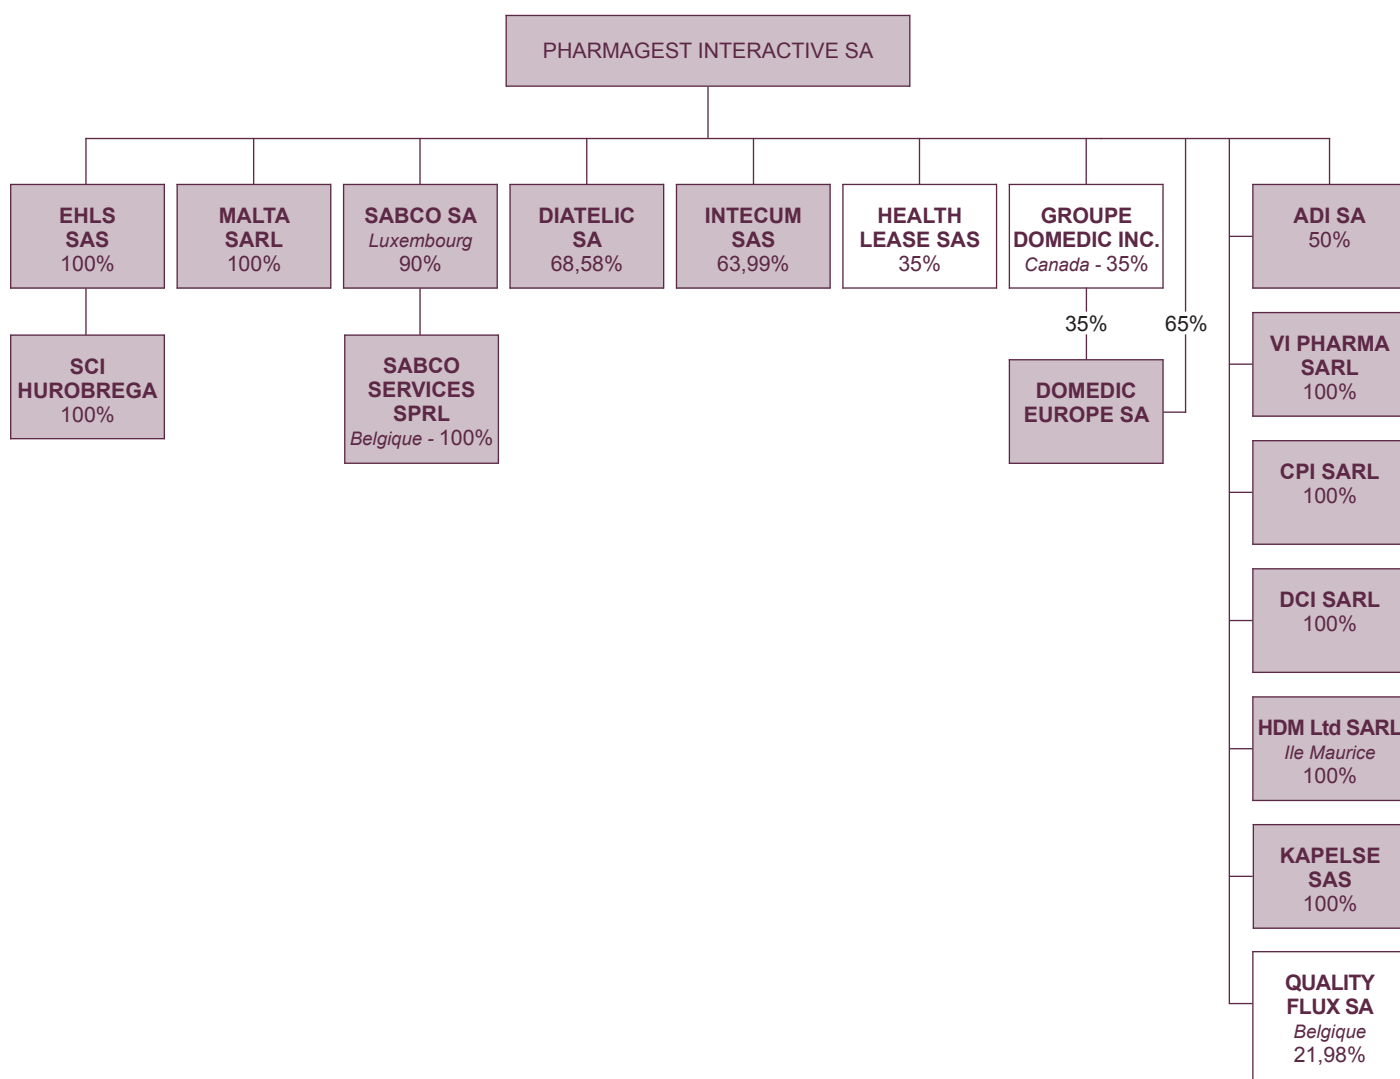 PHARMAGEST INTERACTIVE SA
EHLS
SAS
100%
MALTA
SARL
100%
SABCO SA
Luxembourg
90%
DIATELIC
SA
68,58%
INTECUM
SAS
63,99%
HEALTH
LEASE SAS
35%
GROUPE
DOMEDIC INC.
Canada - 35%
ADI SA
50%
SCI
HUROBREGA
100%
SABCO
SERVICES
SPRL
Belgique - 100%
35%
65%
DOMEDIC
EUROPE SA
VI PHARMA
SARL
100%
CPI SARL
100%
DCI SARL
100%
HDM Ltd SARL
Ile Maurice
100%
KAPELSE
SAS
100%
QUALITY
FLUX SA
Belgique
21,98%